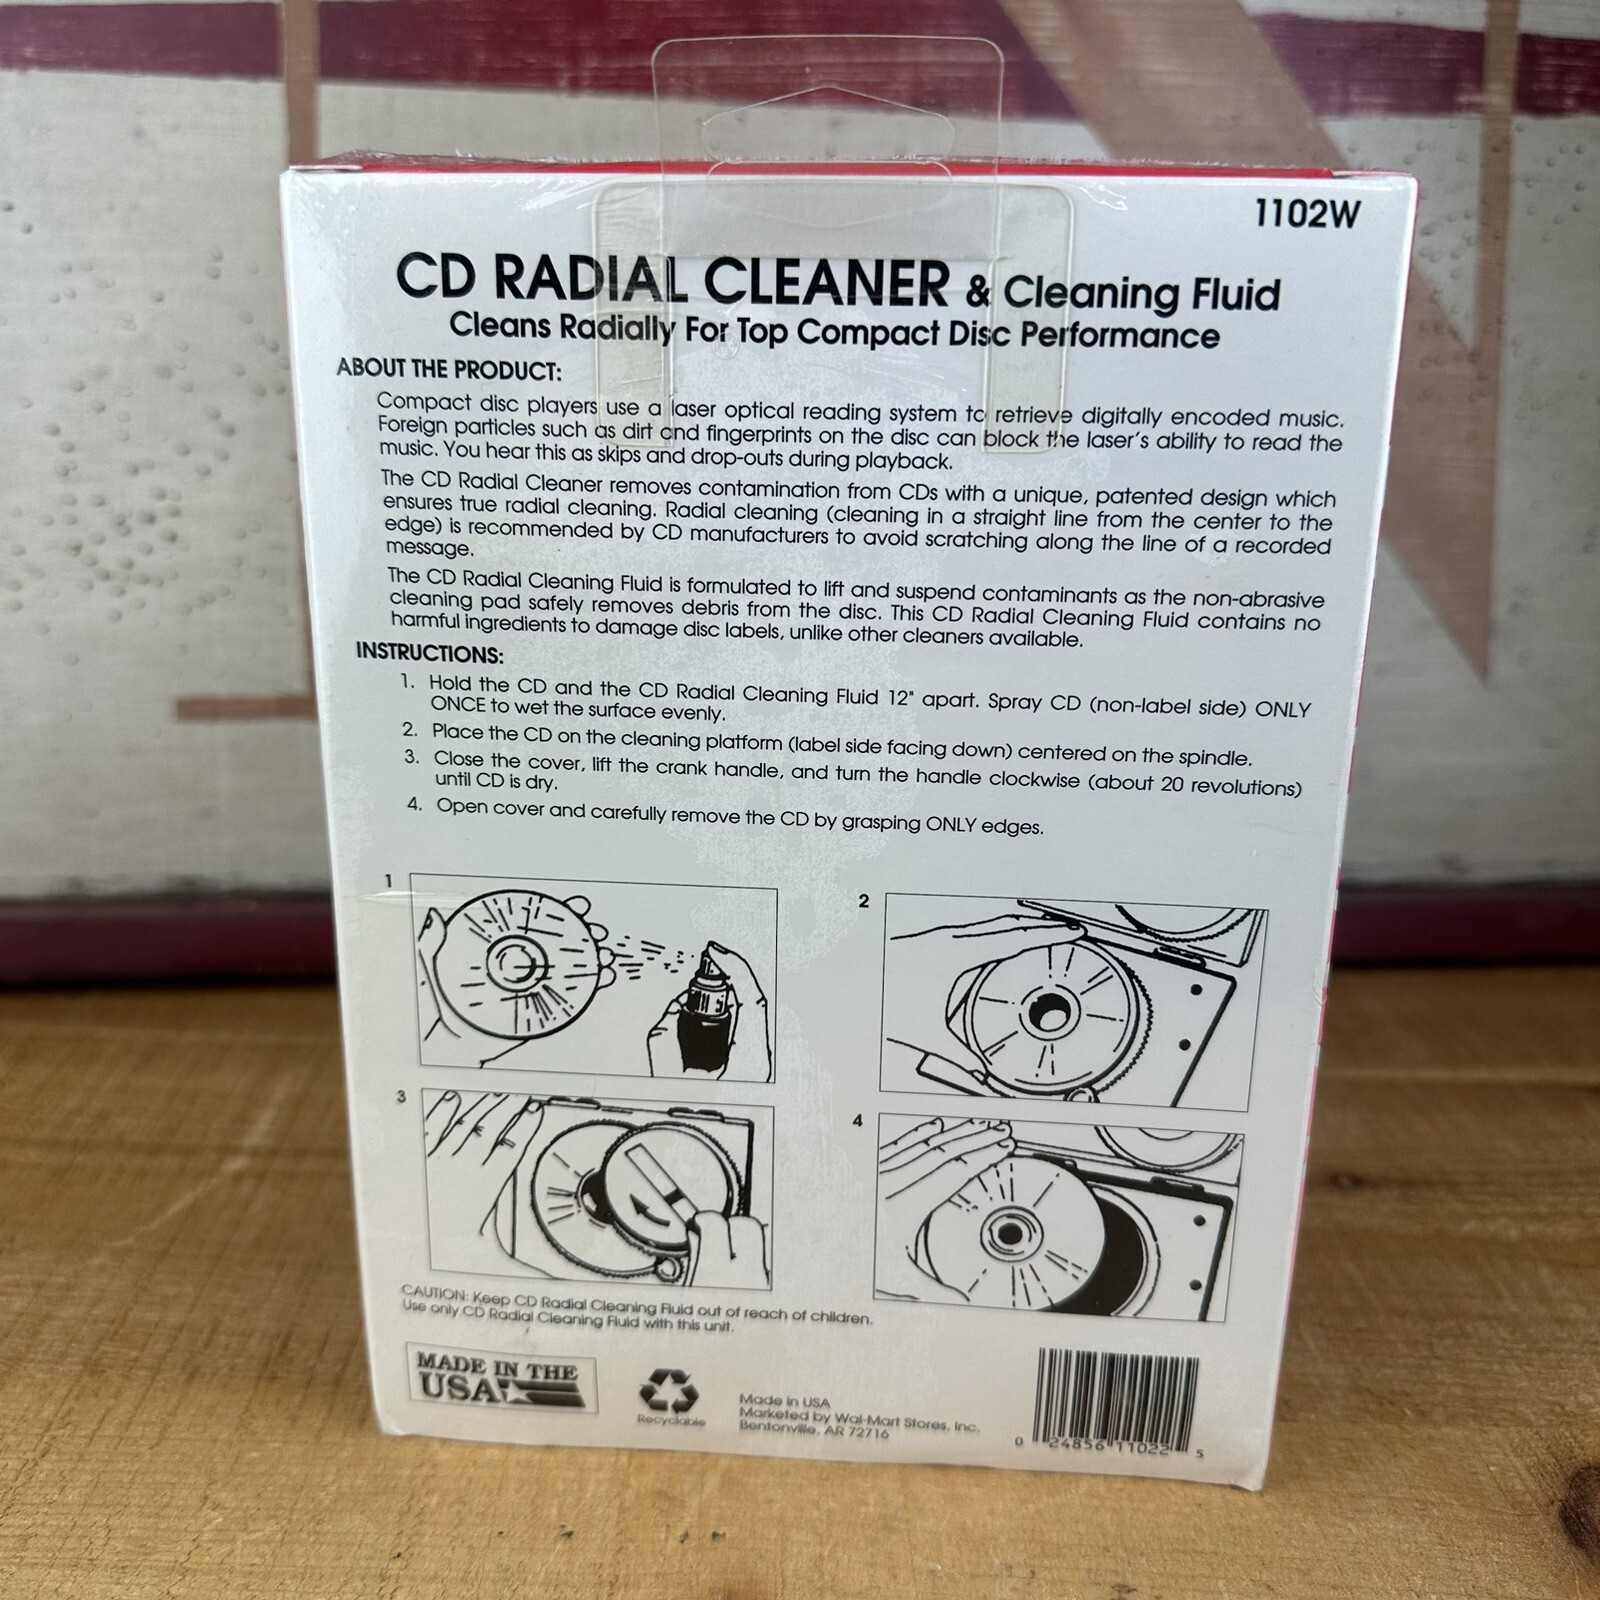 1102W
CD RADIAL CLEANER & Cleaning Fluid
Cleans Radially For Top Compact Disc Performance
ABOUT THE PRODUCT:
Compact disc players use a laser optical reading system to retrieve digitally encoded music.
Foreign particles such as dirt and fingerprints on the disc can block the laser's ability to read the
music. You hear this as skips and drop-outs during playback.
The CD Radial Cleaner removes contamination from CDs with a unique, patented design which
ensures true radial cleaning. Radial cleaning (cleaning in a straight line from the center to the
edge) is recommended by CD manufacturers to avoid scratching along the line of a recorded
message.
The CD Radial Cleaning Fluid is formulated to lift and suspend contaminants as the non-abrasive
cleaning pad safely removes debris from the disc. This CD Radial Cleaning Fluid contains no
harmful ingredients to damage disc labels, unlike other cleaners available.
INSTRUCTIONS:
1. Hold the CD and the CD Radial Cleaning Fluid 12" apart. Spray CD (non-label side) ONLY
ONCE to wet the surface evenly.
2. Place the CD on the cleaning platform (label side facing down) centered on the spindle.
3. Close the cover, lift the crank handle, and turn the handle clockwise (about 20 revolutions)
until CD is dry.
4. Open cover and carefully remove the CD by grasping ONLY edges.
1
2
3
4
CAUTION: Keep CD Radial Cleaning Fluid out of reach of children.
Use only CD Radial Cleaning Fluid with this unit.
MADE IN THE
USA
Recyclable
Made in USA
Marketed by Wal-Mart Stores, Inc.
Bentonville, AR 72716
0 24856 11022 5